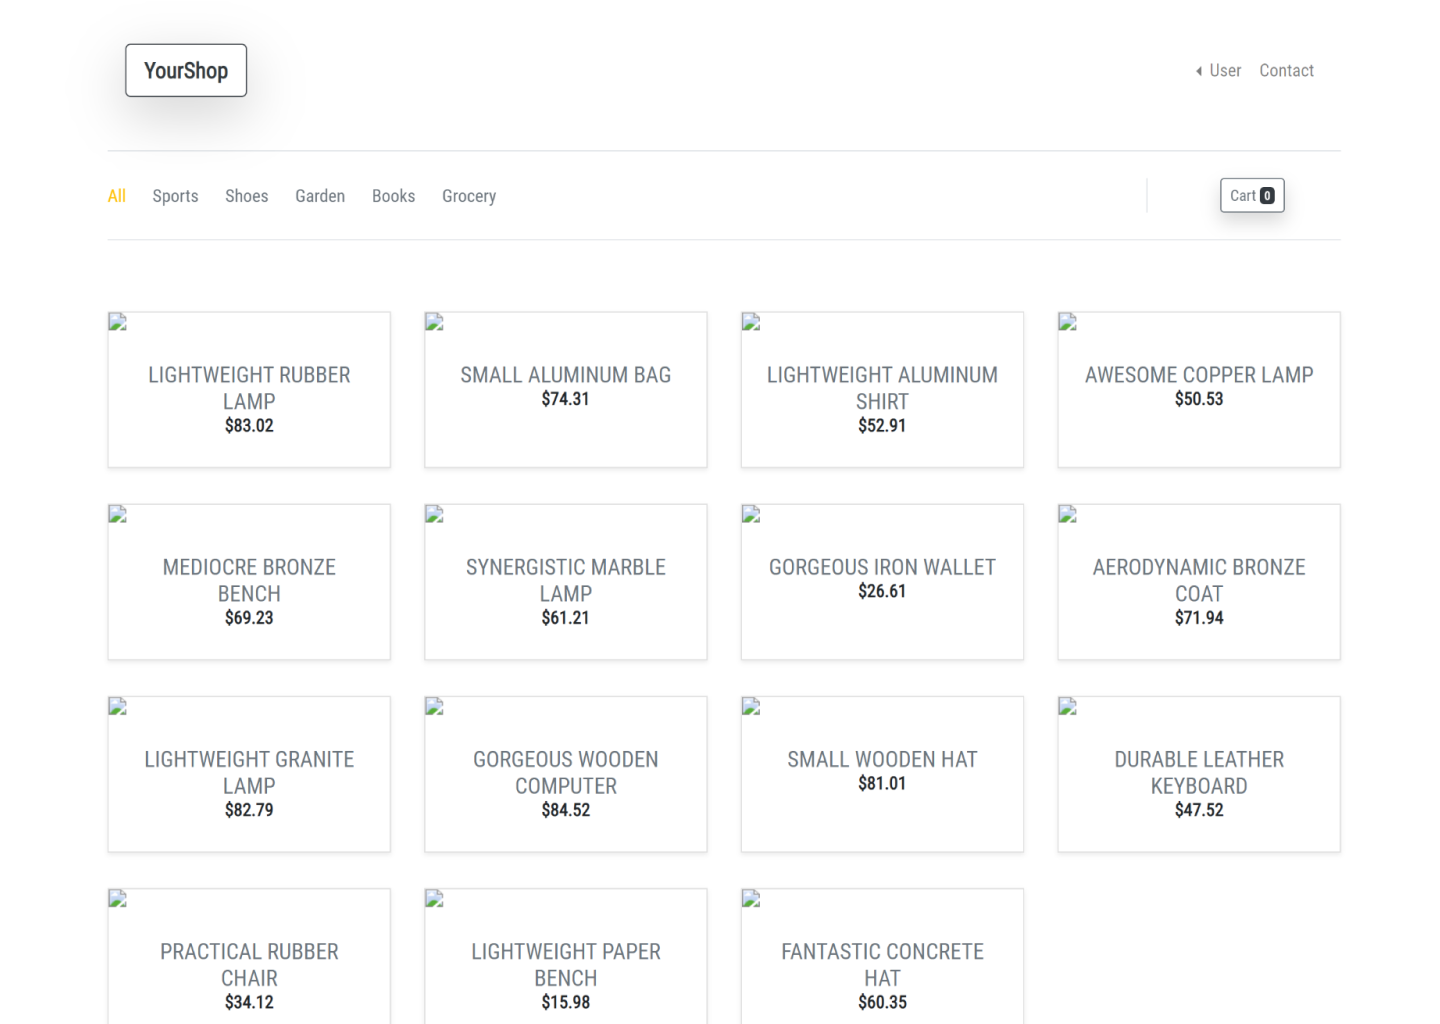 YourShop
User Contact
All Sports Shoes Garden Books Grocery
Cart 0
LIGHTWEIGHT RUBBER
LAMP
$83.02
SMALL ALUMINUM BAG
$74.31
LIGHTWEIGHT ALUMINUM
SHIRT
$52.91
AWESOME COPPER LAMP
$50.53
MEDIOCRE BRONZE
BENCH
$69.23
SYNERGISTIC MARBLE
LAMP
$61.21
GORGEOUS IRON WALLET
$26.61
AERODYNAMIC BRONZE
COAT
$71.94
LIGHTWEIGHT GRANITE
LAMP
$82.79
GORGEOUS WOODEN
COMPUTER
$84.52
SMALL WOODEN HAT
$81.01
DURABLE LEATHER
KEYBOARD
$47.52
PRACTICAL RUBBER
CHAIR
$34.12
LIGHTWEIGHT PAPER
BENCH
$15.98
FANTASTIC CONCRETE
HAT
$60.35